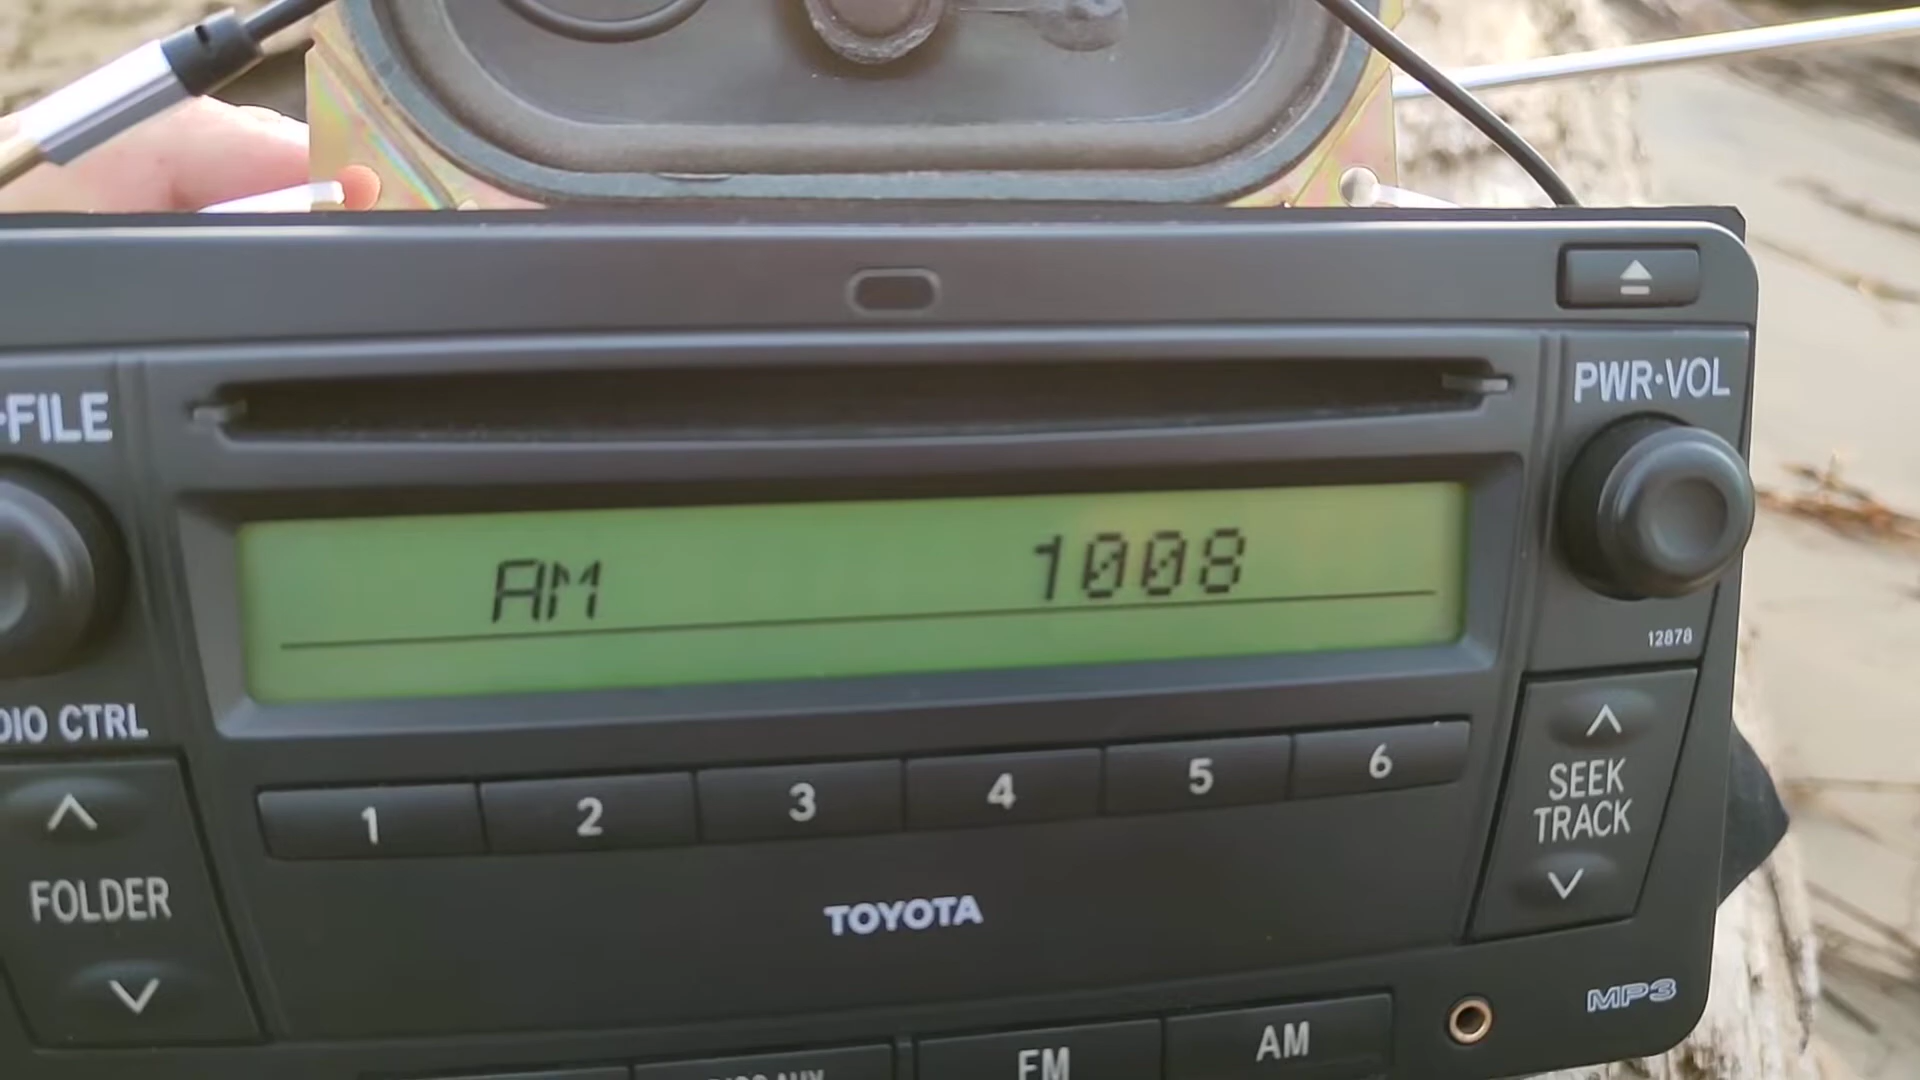 ·FILE
PWR·VOL
AM 1008
12878
DIO CTRL
1 2 3 4 5 6
SEEK
TRACK
FOLDER
TOYOTA
MP3
FM AM